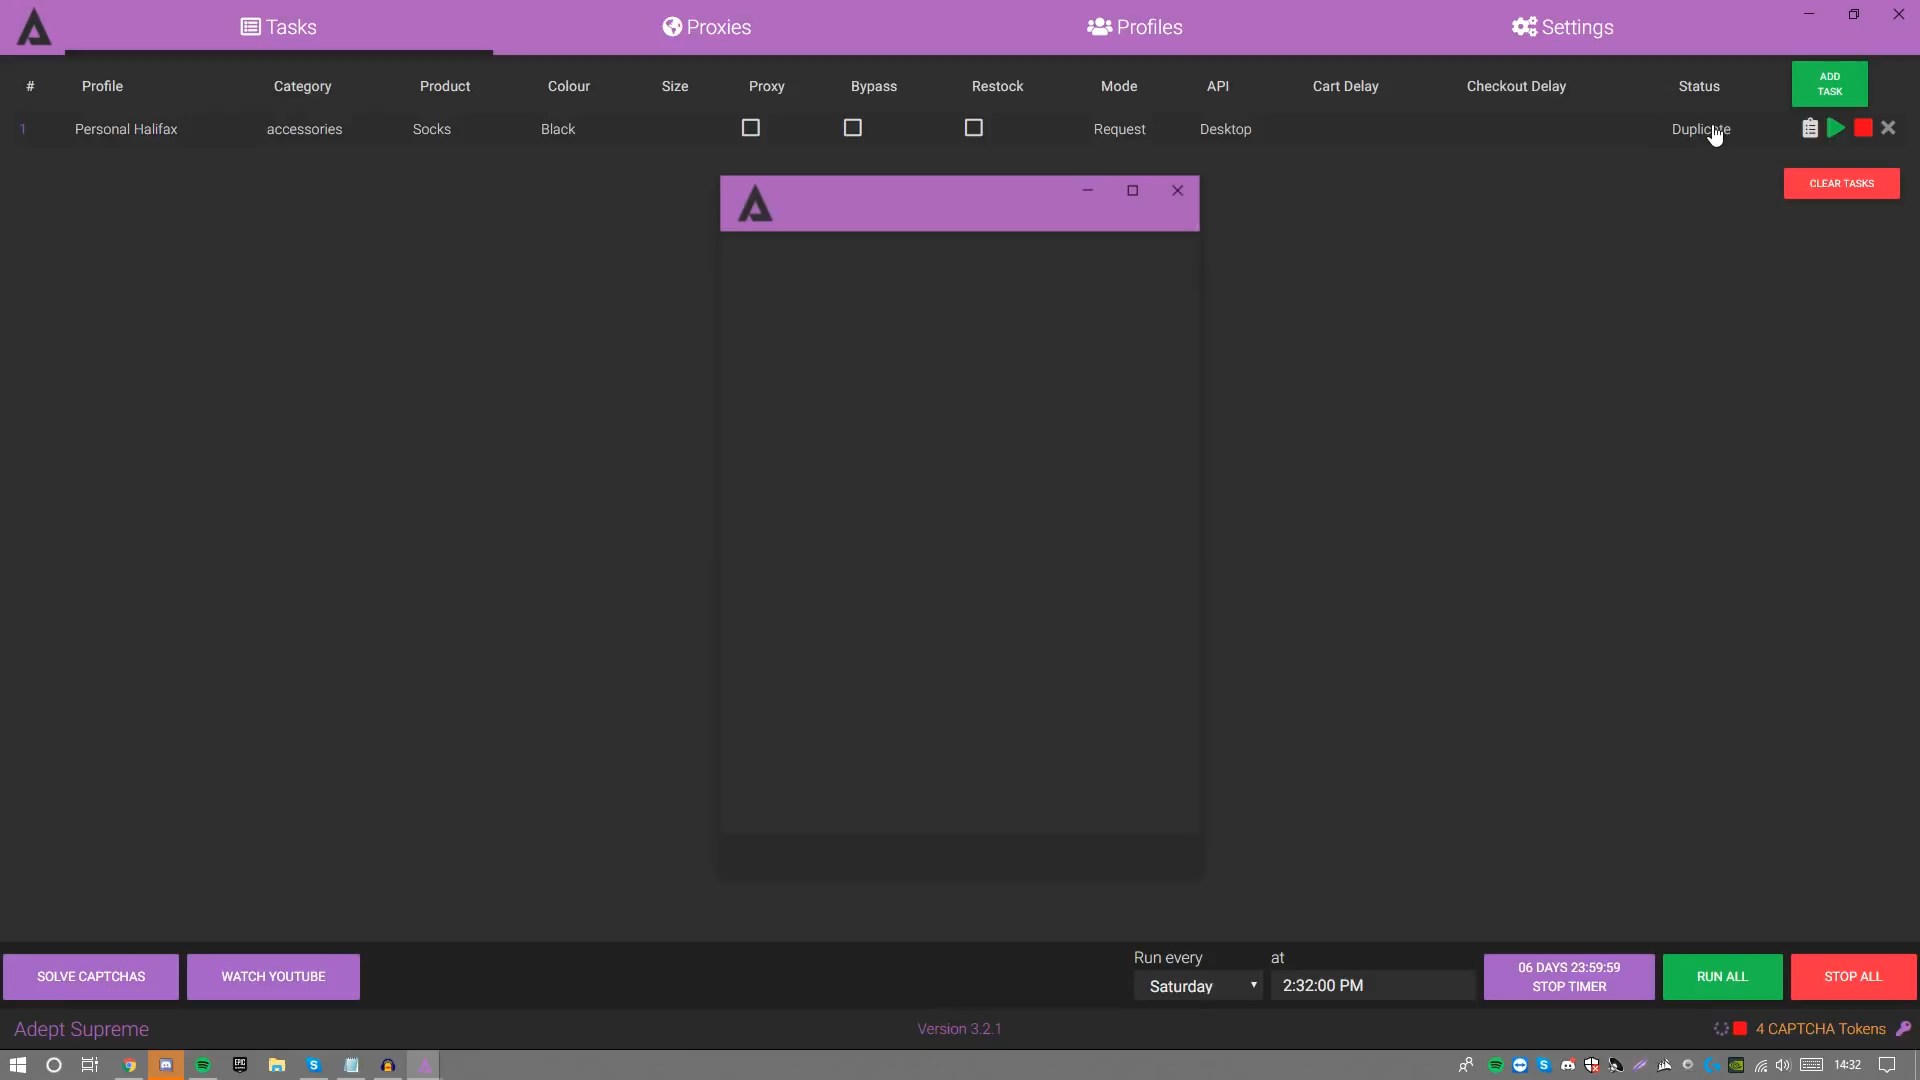 Tasks
Proxies
Profiles
Settings
# Profile Category Product Colour Size Proxy Bypass Restock Mode API Cart Delay Checkout Delay Status
ADD
TASK
1 Personal Halifax accessories Socks Black Request Desktop Duplicate
CLEAR TASKS
SOLVE CAPTCHAS
WATCH YOUTUBE
Run every
at
Saturday
2:32:00 PM
06 DAYS 23:59:59
STOP TIMER
RUN ALL
STOP ALL
Adept Supreme
Version 3.2.1
4 CAPTCHA Tokens
EPIC
14:32